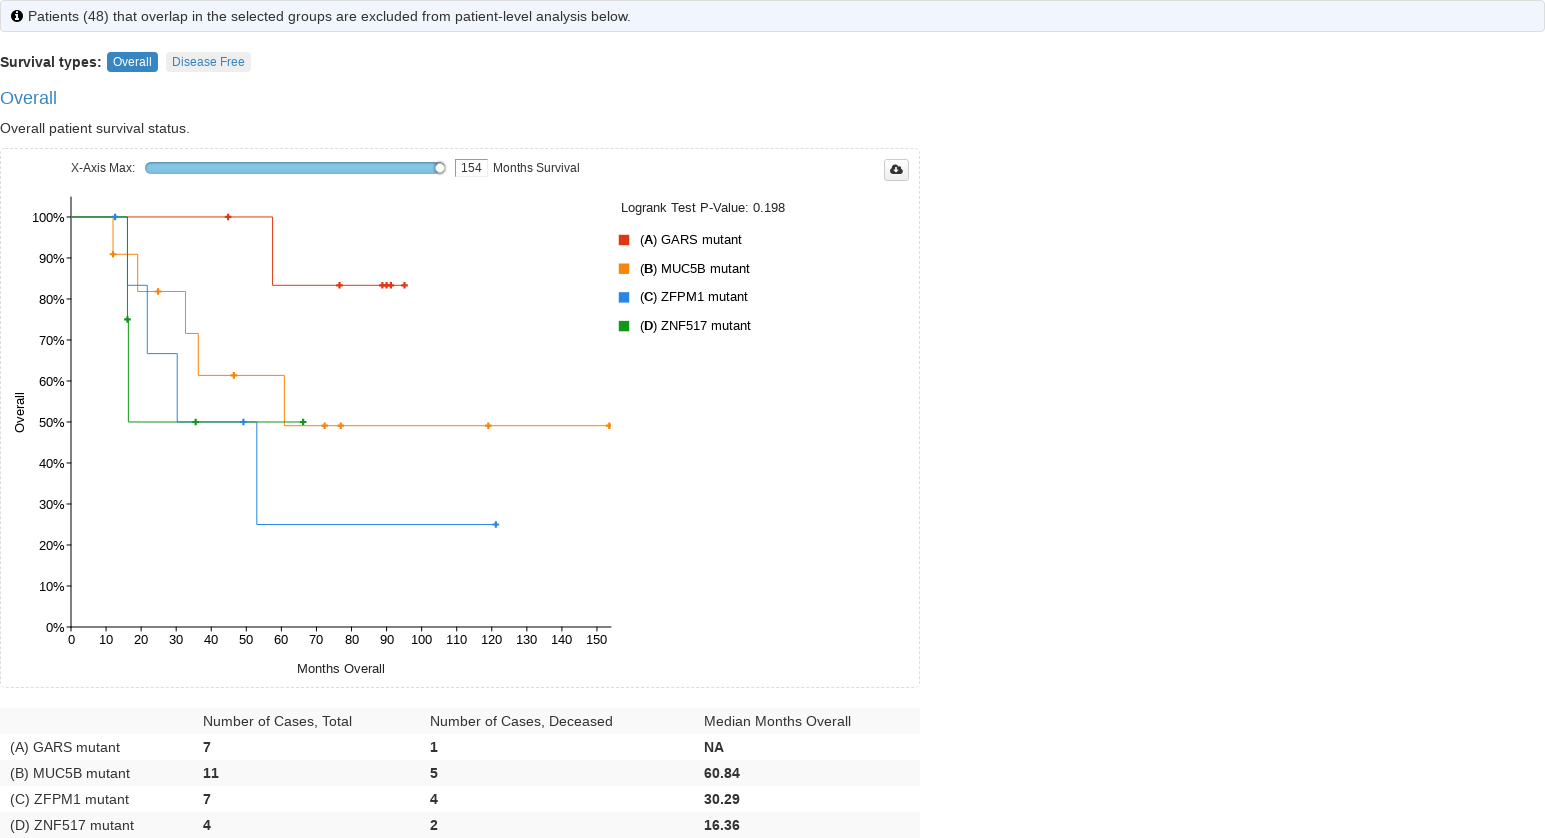 Patients (48) that overlap in the selected groups are excluded from patient-level analysis below.
Survival types: Overall Disease Free
Overall
Overall patient survival status.
X-Axis Max: 154 Months Survival
Logrank Test P-Value: 0.198
(A) GARS mutant
(B) MUC5B mutant
(C) ZFPM1 mutant
(D) ZNF517 mutant
100%
90%
80%
70%
60%
50%
40%
30%
20%
10%
0%
Overall
0 10 20 30 40 50 60 70 80 90 100 110 120 130 140 150
Months Overall
Number of Cases, Total Number of Cases, Deceased Median Months Overall
(A) GARS mutant 7 1 NA
(B) MUC5B mutant 11 5 60.84
(C) ZFPM1 mutant 7 4 30.29
(D) ZNF517 mutant 4 2 16.36